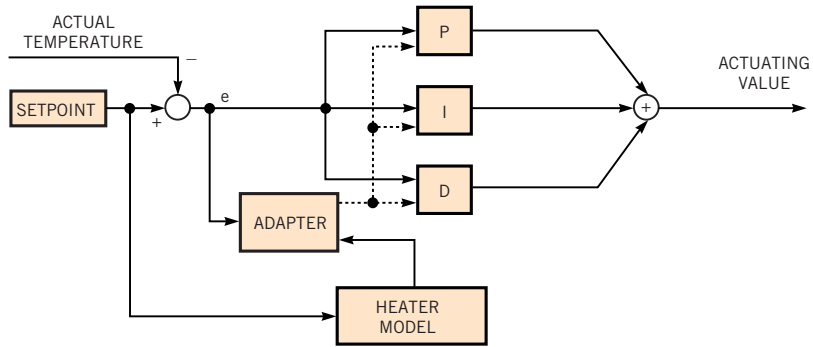 ACTUAL
TEMPERATURE
−
P
ACTUATING
VALUE
SETPOINT
+
e
I
+
D
ADAPTER
HEATER
MODEL